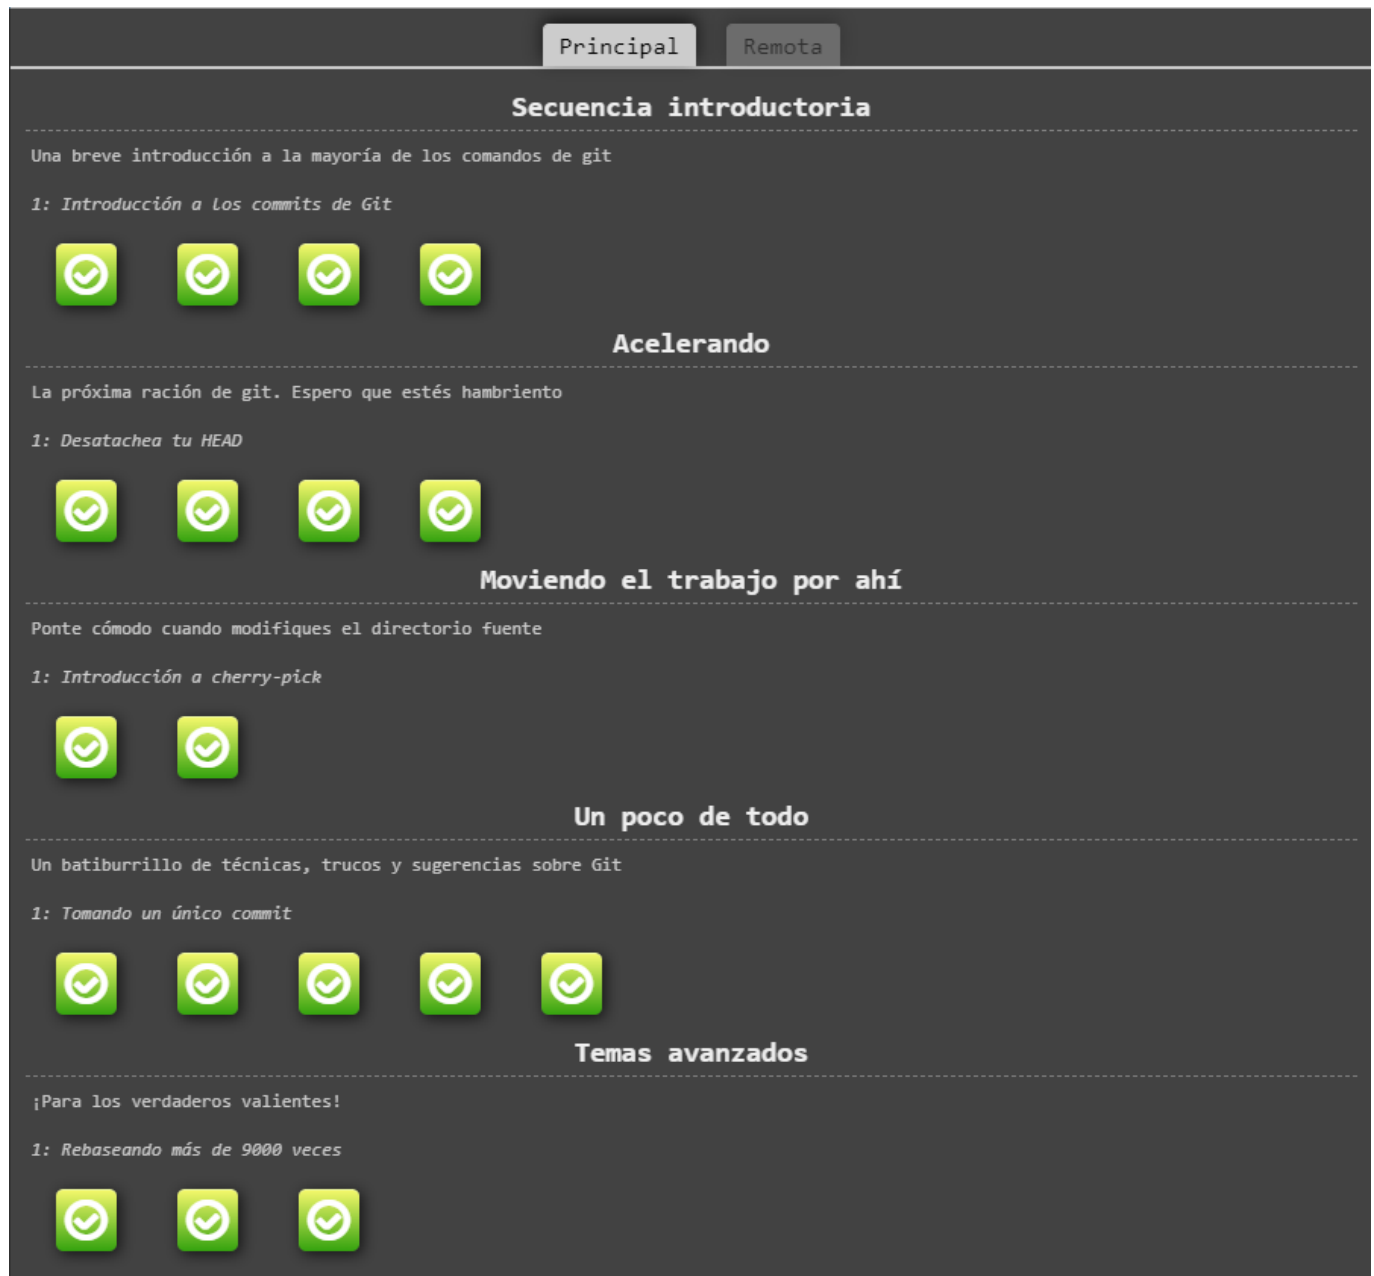 Principal Remota
Secuencia introductoria
Una breve introducción a la mayoría de los comandos de git
1: Introducción a los commits de Git
Acelerando
La próxima ración de git. Espero que estés hambriento
1: Desatachea tu HEAD
Moviendo el trabajo por ahí
Ponte cómodo cuando modifiques el directorio fuente
1: Introducción a cherry-pick
Un poco de todo
Un batiburrillo de técnicas, trucos y sugerencias sobre Git
1: Tomando un único commit
Temas avanzados
¡Para los verdaderos valientes!
1: Rebaseando más de 9000 veces